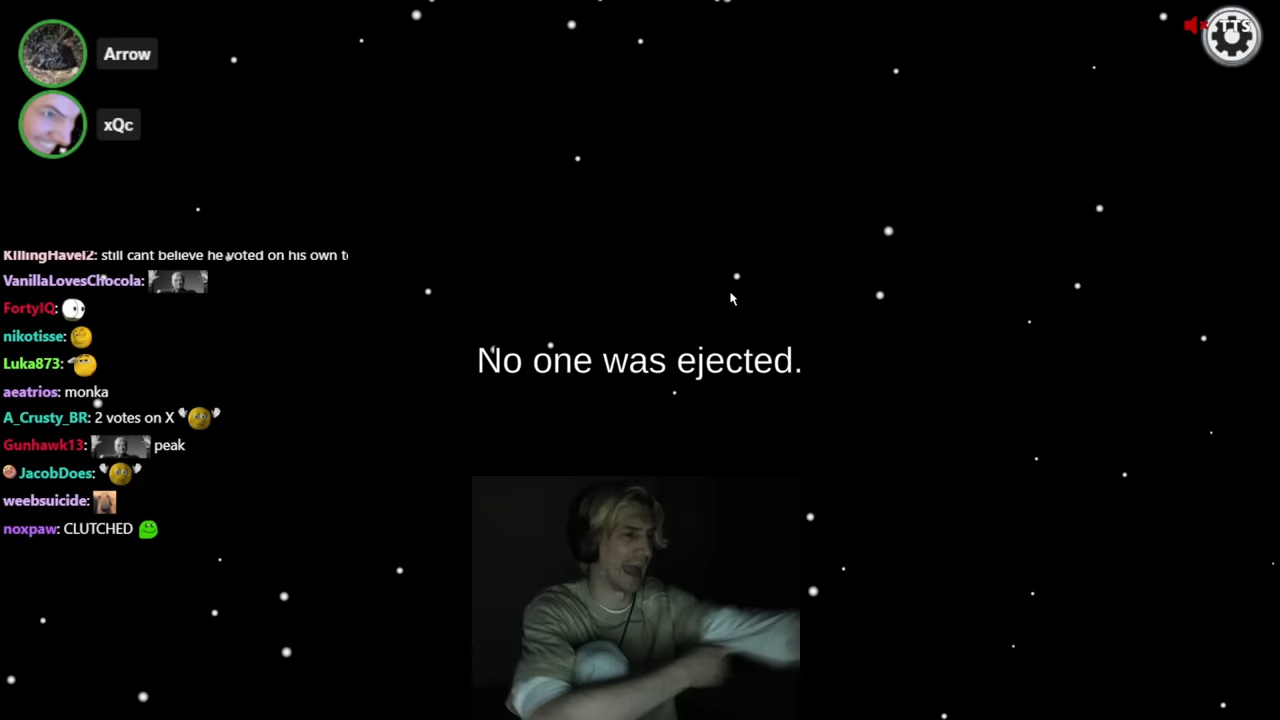 Arrow
TTS
xQc
KillingHavel2: still cant believe he voted on his own t
VanillaLovesChocola:
FortyIQ:
nikotisse:
Luka873:
aeatrios: monka
A_Crusty_BR: 2 votes on X
Gunhawk13: peak
JacobDoes:
weebsuicide:
noxpaw: CLUTCHED
No one was ejected.